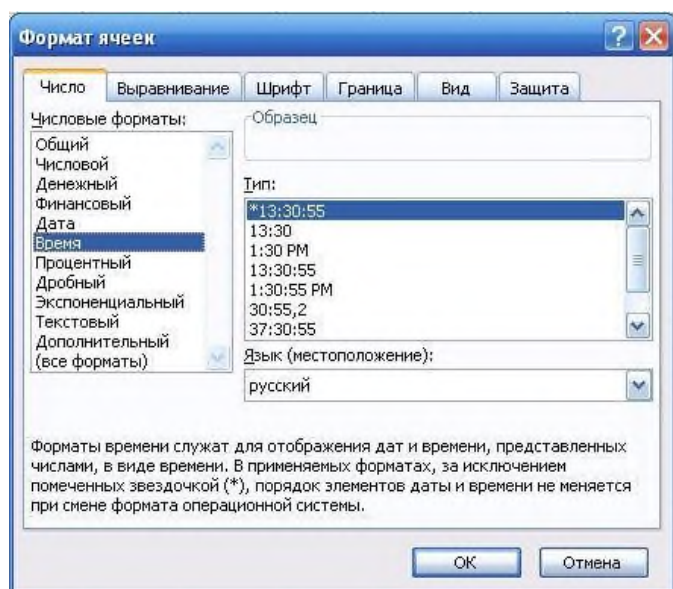 Формат ячеек
Число Выравнивание Шрифт Граница Вид Защита
Числовые форматы:
Общий
Числовой
Денежный
Финансовый
Дата
Время
Процентный
Дробный
Экспоненциальный
Текстовый
Дополнительный
(все форматы)
Образец
Тип:
*13:30:55
13:30
1:30 PM
13:30:55
1:30:55 PM
30:55,2
37:30:55
Язык (местоположение):
русский
Форматы времени служат для отображения дат и времени, представленных
числами, в виде времени. В применяемых форматах, за исключением
помеченных звездочкой (*), порядок элементов даты и времени не меняется
при смене формата операционной системы.
ОК Отмена